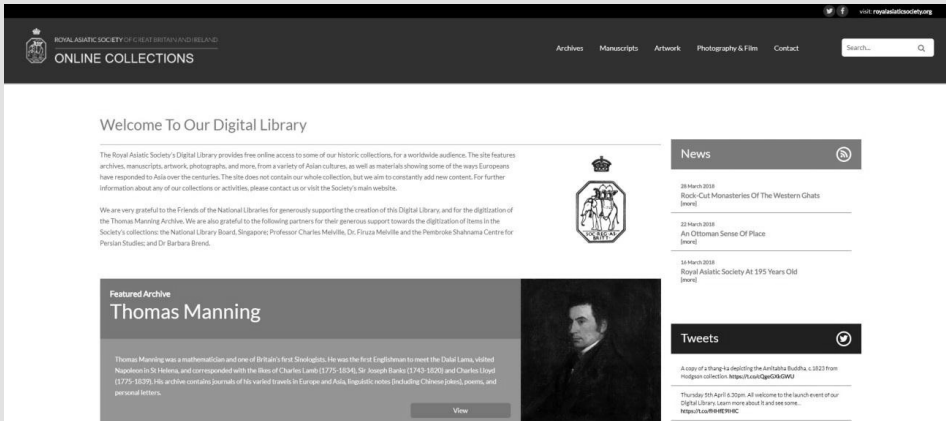 visit: royalasiaticsociety.org
ROYAL ASIATIC SOCIETY OF GREAT BRITAIN AND IRELAND
ONLINE COLLECTIONS
Archives Manuscripts Artwork Photography & Film Contact
Search...
Welcome To Our Digital Library
The Royal Asiatic Society's Digital Library provides free online access to some of our historic collections, for a worldwide audience. The site features
archives, manuscripts, artwork, photographs, and more, from a variety of Asian cultures, as well as materials showing some of the ways Europeans
have responded to Asia over the centuries. The site does not contain our whole collection, but we aim to constantly add new content. For further
information about any of our collections or activities, please contact us or visit the Society's main website.
We are very grateful to the Friends of the National Libraries for generously supporting the creation of this Digital Library, and for the digitization of
the Thomas Manning Archive. We are also grateful to the following partners for their generous support towards the digitization of items in the
Society's collections: the National Library Board, Singapore; Professor Charles Melville, Dr. Firuza Melville and the Pembroke Shahnama Centre for
Persian Studies; and Dr Barbara Brend.
SOC·REG·AS·
BRITT·
Featured Archive
Thomas Manning
Thomas Manning was a mathematician and one of Britain's first Sinologists. He was the first Englishman to meet the Dalai Lama, visited
Napoleon in St Helena, and corresponded with the likes of Charles Lamb (1775-1834), Sir Joseph Banks (1743-1820) and Charles Lloyd
(1775-1839). His archive contains journals of his varied travels in Europe and Asia, linguistic notes (including Chinese jokes), poems, and
personal letters.
View
News
28 March 2018
Rock-Cut Monasteries Of The Western Ghats
[more]
22 March 2018
An Ottoman Sense Of Place
[more]
16 March 2018
Royal Asiatic Society At 195 Years Old
[more]
Tweets
A copy of a thang-ka depicting the Amitabha Buddha, c.1823 from
Hodgson collection.
Thursday 5th April 6.30pm. All welcome to the launch event of our
Digital Library. Learn more about it and see some...